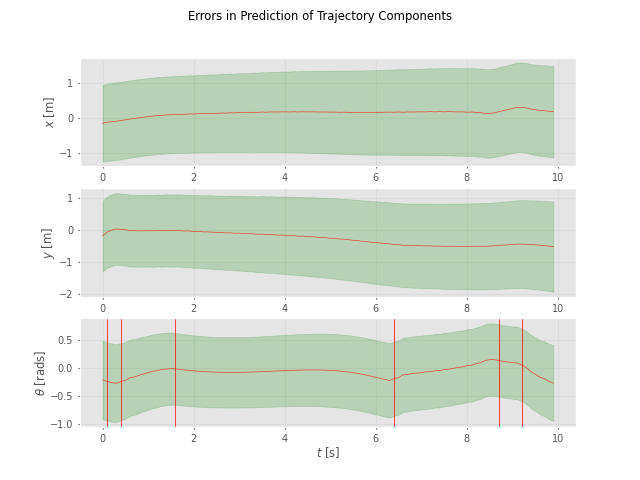 Errors in Prediction of Trajectory Components
x [m]
1
0
−1
0 2 4 6 8 10
y [m]
1
0
−1
−2
0 2 4 6 8 10
θ [rads]
0.5
0.0
−0.5
−1.0
0 2 4 6 8 10
t [s]